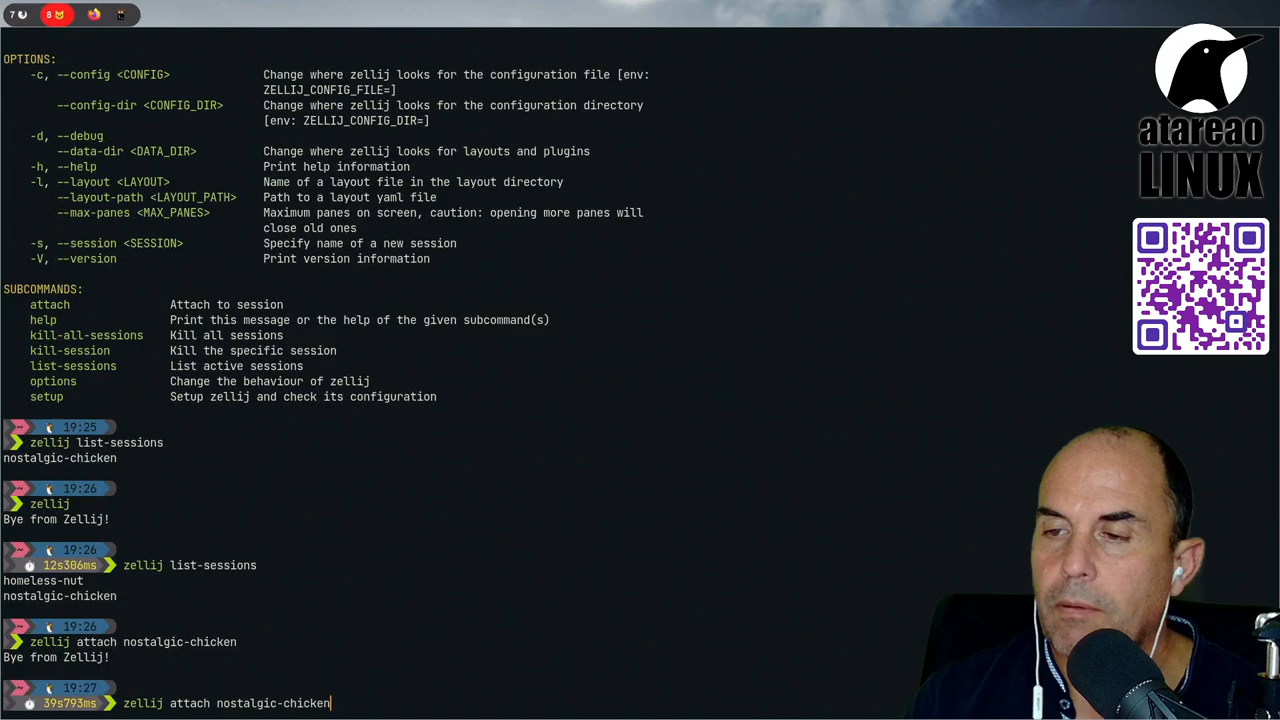 7 8
OPTIONS:
-c, --config <CONFIG> Change where zellij looks for the configuration file [env:
ZELLIJ_CONFIG_FILE=]
--config-dir <CONFIG_DIR> Change where zellij looks for the configuration directory
[env: ZELLIJ_CONFIG_DIR=]
-d, --debug
--data-dir <DATA_DIR> Change where zellij looks for layouts and plugins
-h, --help Print help information
-l, --layout <LAYOUT> Name of a layout file in the layout directory
--layout-path <LAYOUT_PATH> Path to a layout yaml file
--max-panes <MAX_PANES> Maximum panes on screen, caution: opening more panes will
close old ones
-s, --session <SESSION> Specify name of a new session
-V, --version Print version information
SUBCOMMANDS:
attach Attach to session
help Print this message or the help of the given subcommand(s)
kill-all-sessions Kill all sessions
kill-session Kill the specific session
list-sessions List active sessions
options Change the behaviour of zellij
setup Setup zellij and check its configuration
~ 19:25
zellij list-sessions
nostalgic-chicken
~ 19:26
zellij
Bye from Zellij!
~ 19:26
12s306ms zellij list-sessions
homeless-nut
nostalgic-chicken
~ 19:26
zellij attach nostalgic-chicken
Bye from Zellij!
~ 19:27
39s793ms zellij attach nostalgic-chicken
atareao
LINUX